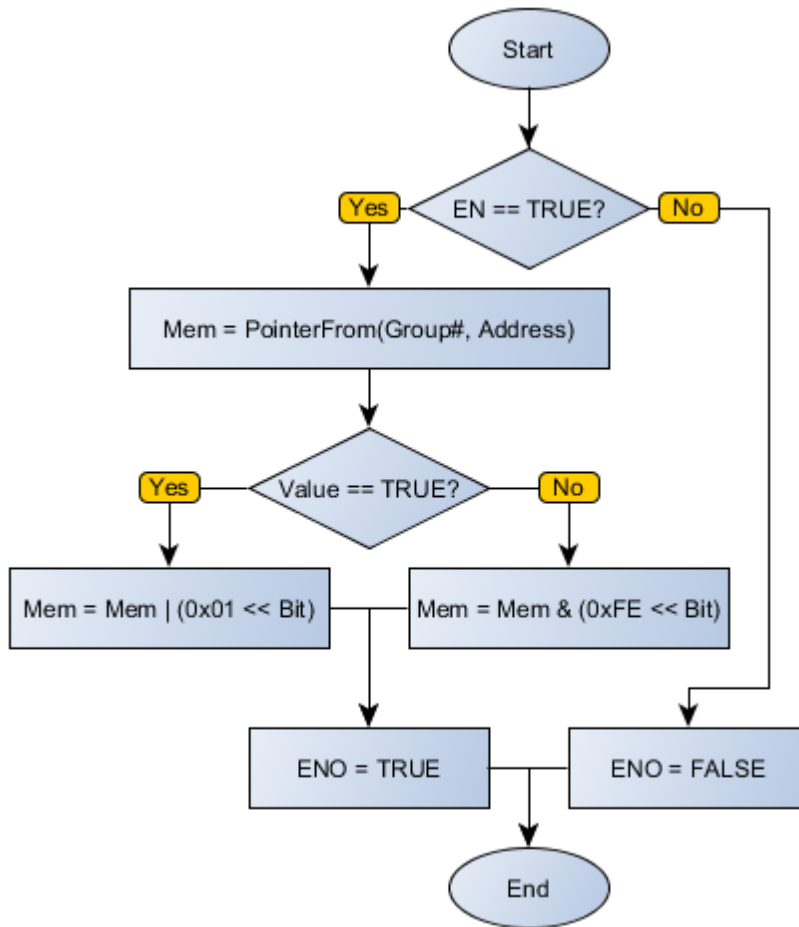 Start
EN == TRUE?
Yes
No
Mem = PointerFrom(Group#, Address)
Value == TRUE?
Yes
No
Mem = Mem | (0x01 << Bit)
Mem = Mem & (0xFE << Bit)
ENO = TRUE
ENO = FALSE
End